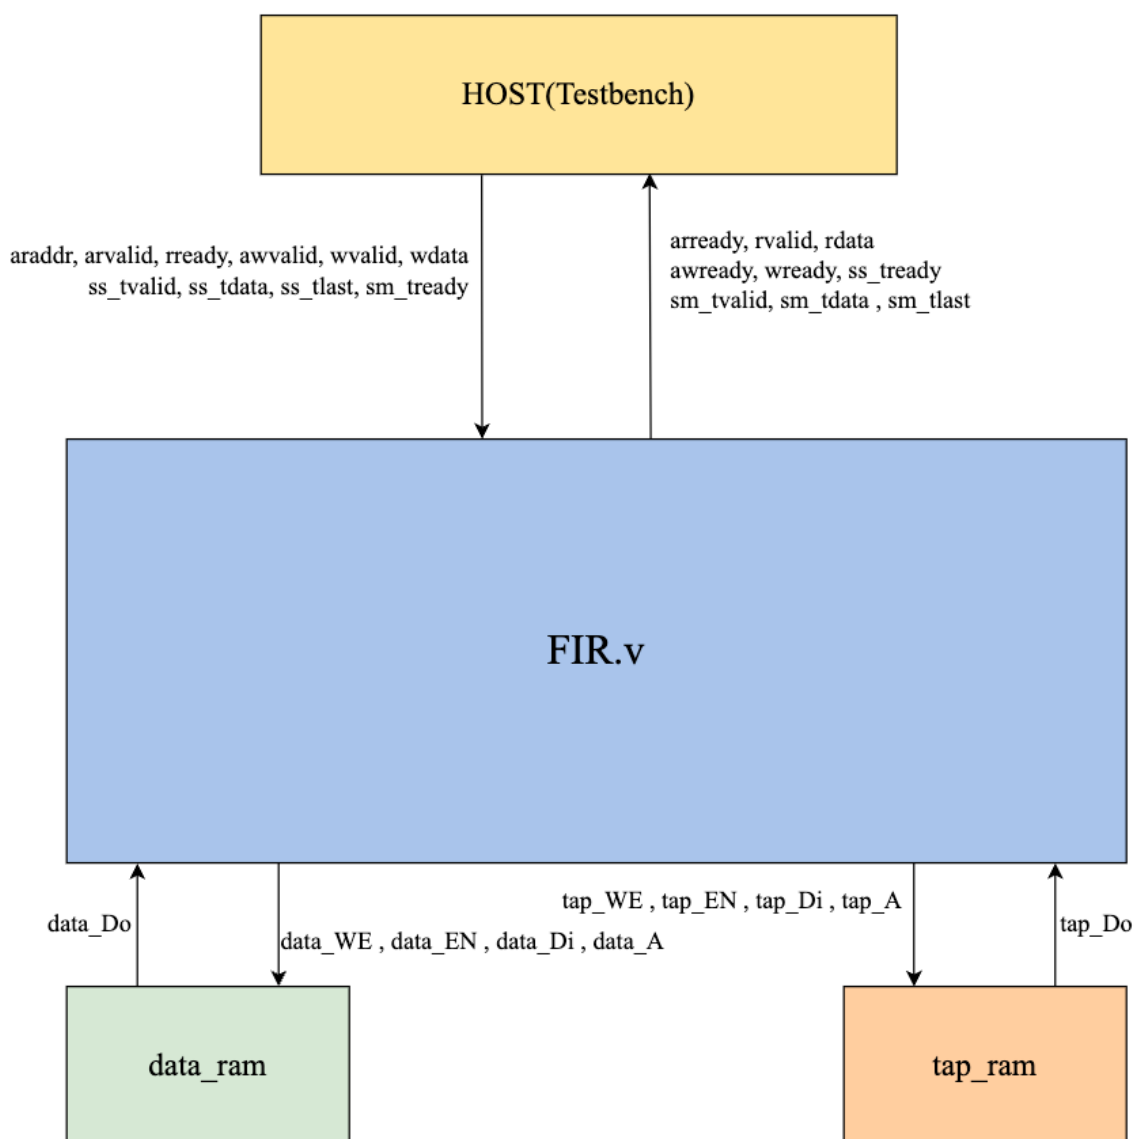 HOST(Testbench)
araddr, arvalid, rready, awvalid, wvalid, wdata
ss_tvalid, ss_tdata, ss_tlast, sm_tready
arready, rvalid, rdata
awready, wready, ss_tready
sm_tvalid, sm_tdata , sm_tlast
FIR.v
data_Do
data_WE , data_EN , data_Di , data_A
tap_WE , tap_EN , tap_Di , tap_A
tap_Do
data_ram
tap_ram